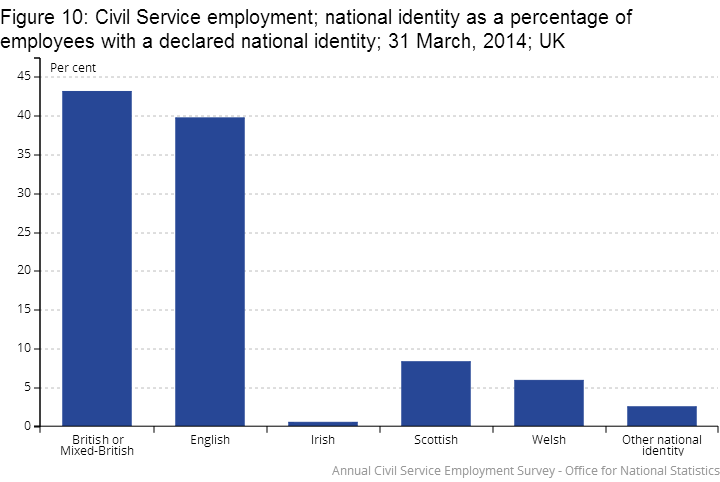 Figure 10: Civil Service employment; national identity as a percentage of
employees with a declared national identity; 31 March, 2014; UK
Per cent
45
40
35
30
25
20
15
10
5
0
British or
Mixed-British
English
Irish
Scottish
Welsh
Other national
identity
Annual Civil Service Employment Survey - Office for National Statistics